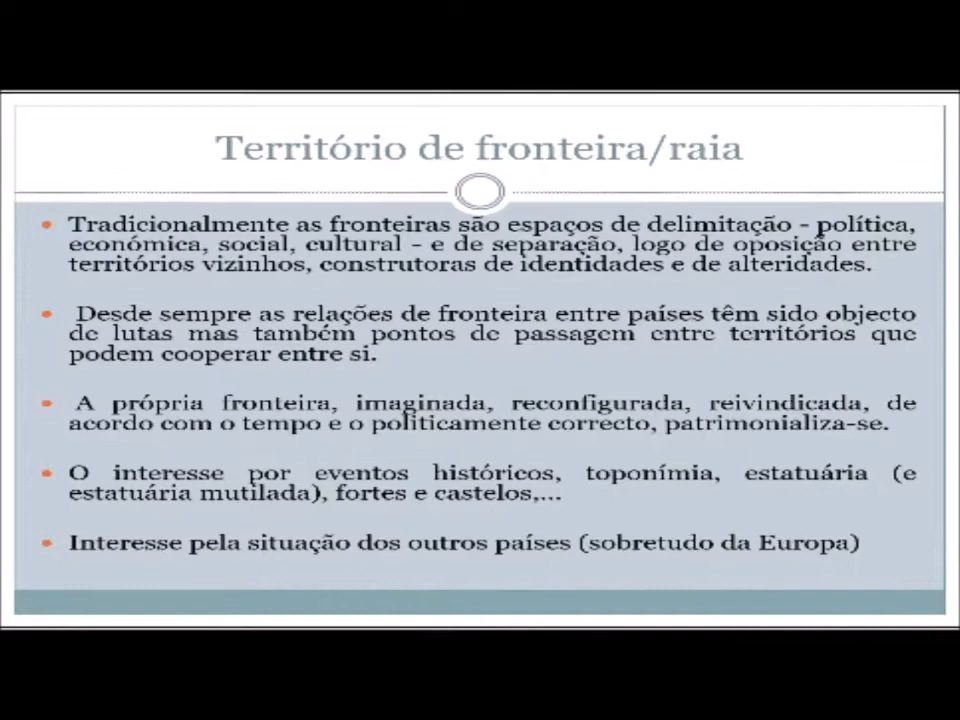 Território de fronteira/raia
• Tradicionalmente as fronteiras são espaços de delimitação - política,
económica, social, cultural - e de separação, logo de oposição entre
territórios vizinhos, construtoras de identidades e de alteridades.
• Desde sempre as relações de fronteira entre países têm sido objecto
de lutas mas também pontos de passagem entre territórios que
podem cooperar entre si.
• A própria fronteira, imaginada, reconfigurada, reivindicada, de
acordo com o tempo e o politicamente correcto, patrimonializa-se.
• O interesse por eventos históricos, toponímia, estatuária (e
estatuária mutilada), fortes e castelos,...
• Interesse pela situação dos outros países (sobretudo da Europa)